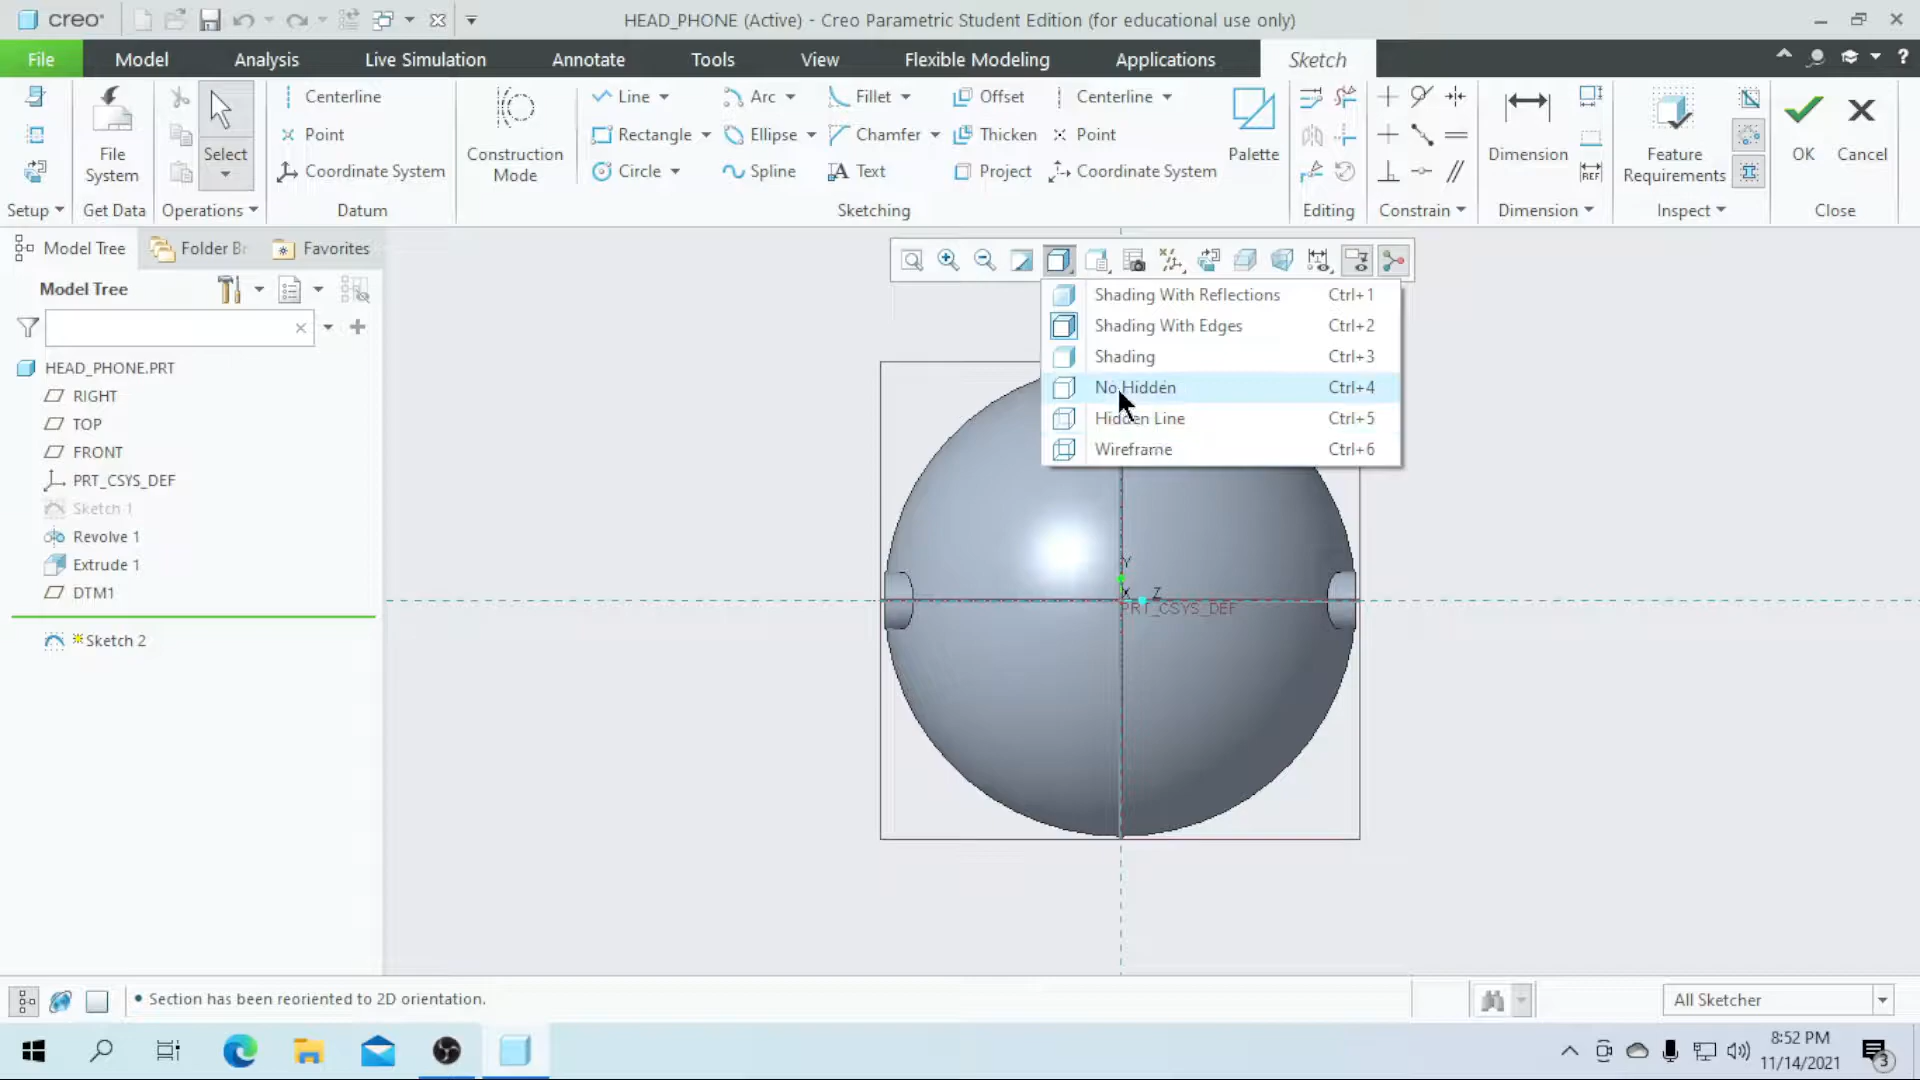 creo
HEAD_PHONE (Active) - Creo Parametric Student Edition (for educational use only)
File Model Analysis Live Simulation Annotate Tools View Flexible Modeling Applications Sketch
Centerline Line Arc Fillet Offset Centerline
Point Rectangle Ellipse Chamfer Thicken Point
Coordinate System Circle Spline Text Project Coordinate System
File System
Select
Construction Mode
Palette
Dimension
REF
Feature Requirements
OK Cancel
Setup Get Data Operations Datum Sketching Editing Constrain Dimension Inspect Close
Model Tree Folder Br Favorites
Model Tree
Shading With Reflections Ctrl+1
Shading With Edges Ctrl+2
Shading Ctrl+3
No Hidden Ctrl+4
Hidden Line Ctrl+5
Wireframe Ctrl+6
HEAD_PHONE.PRT
RIGHT
TOP
FRONT
PRT_CSYS_DEF
Sketch 1
Revolve 1
Extrude 1
DTM1
Sketch 2
Y
X Z
PRT_CSYS_DEF
• Section has been reoriented to 2D orientation.
All Sketcher
8:52 PM
11/14/2021
3